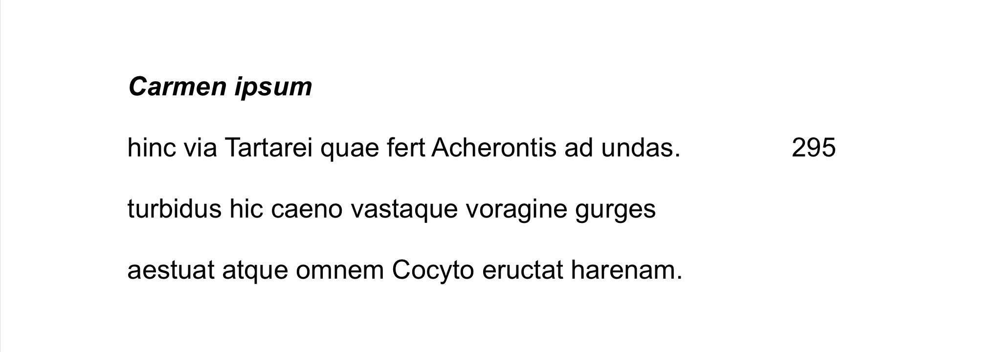 Carmen ipsum
hinc via Tartarei quae fert Acherontis ad undas. 295
turbidus hic caeno vastaque voragine gurges
aestuat atque omnem Cocyto eructat harenam.